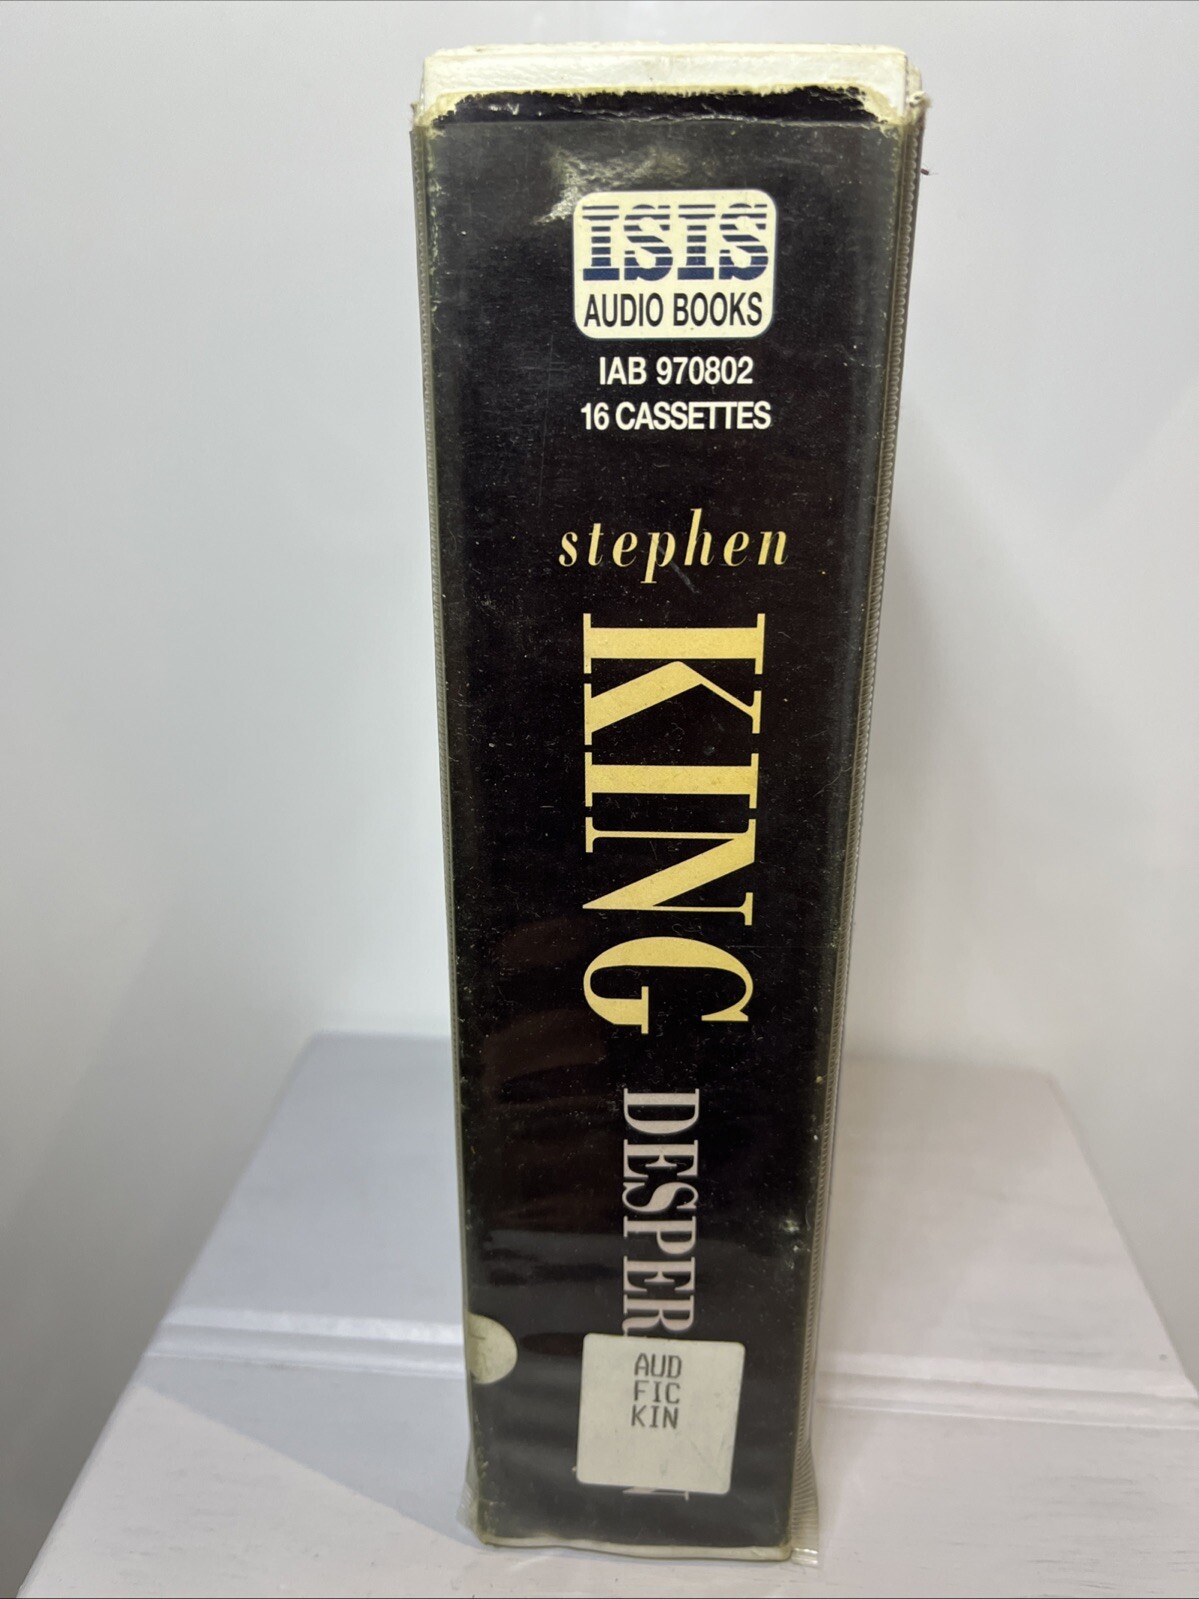 ISIS
AUDIO BOOKS
IAB 970802
16 CASSETTES
stephen
KING
DESPER
AUD
FIC
KIN